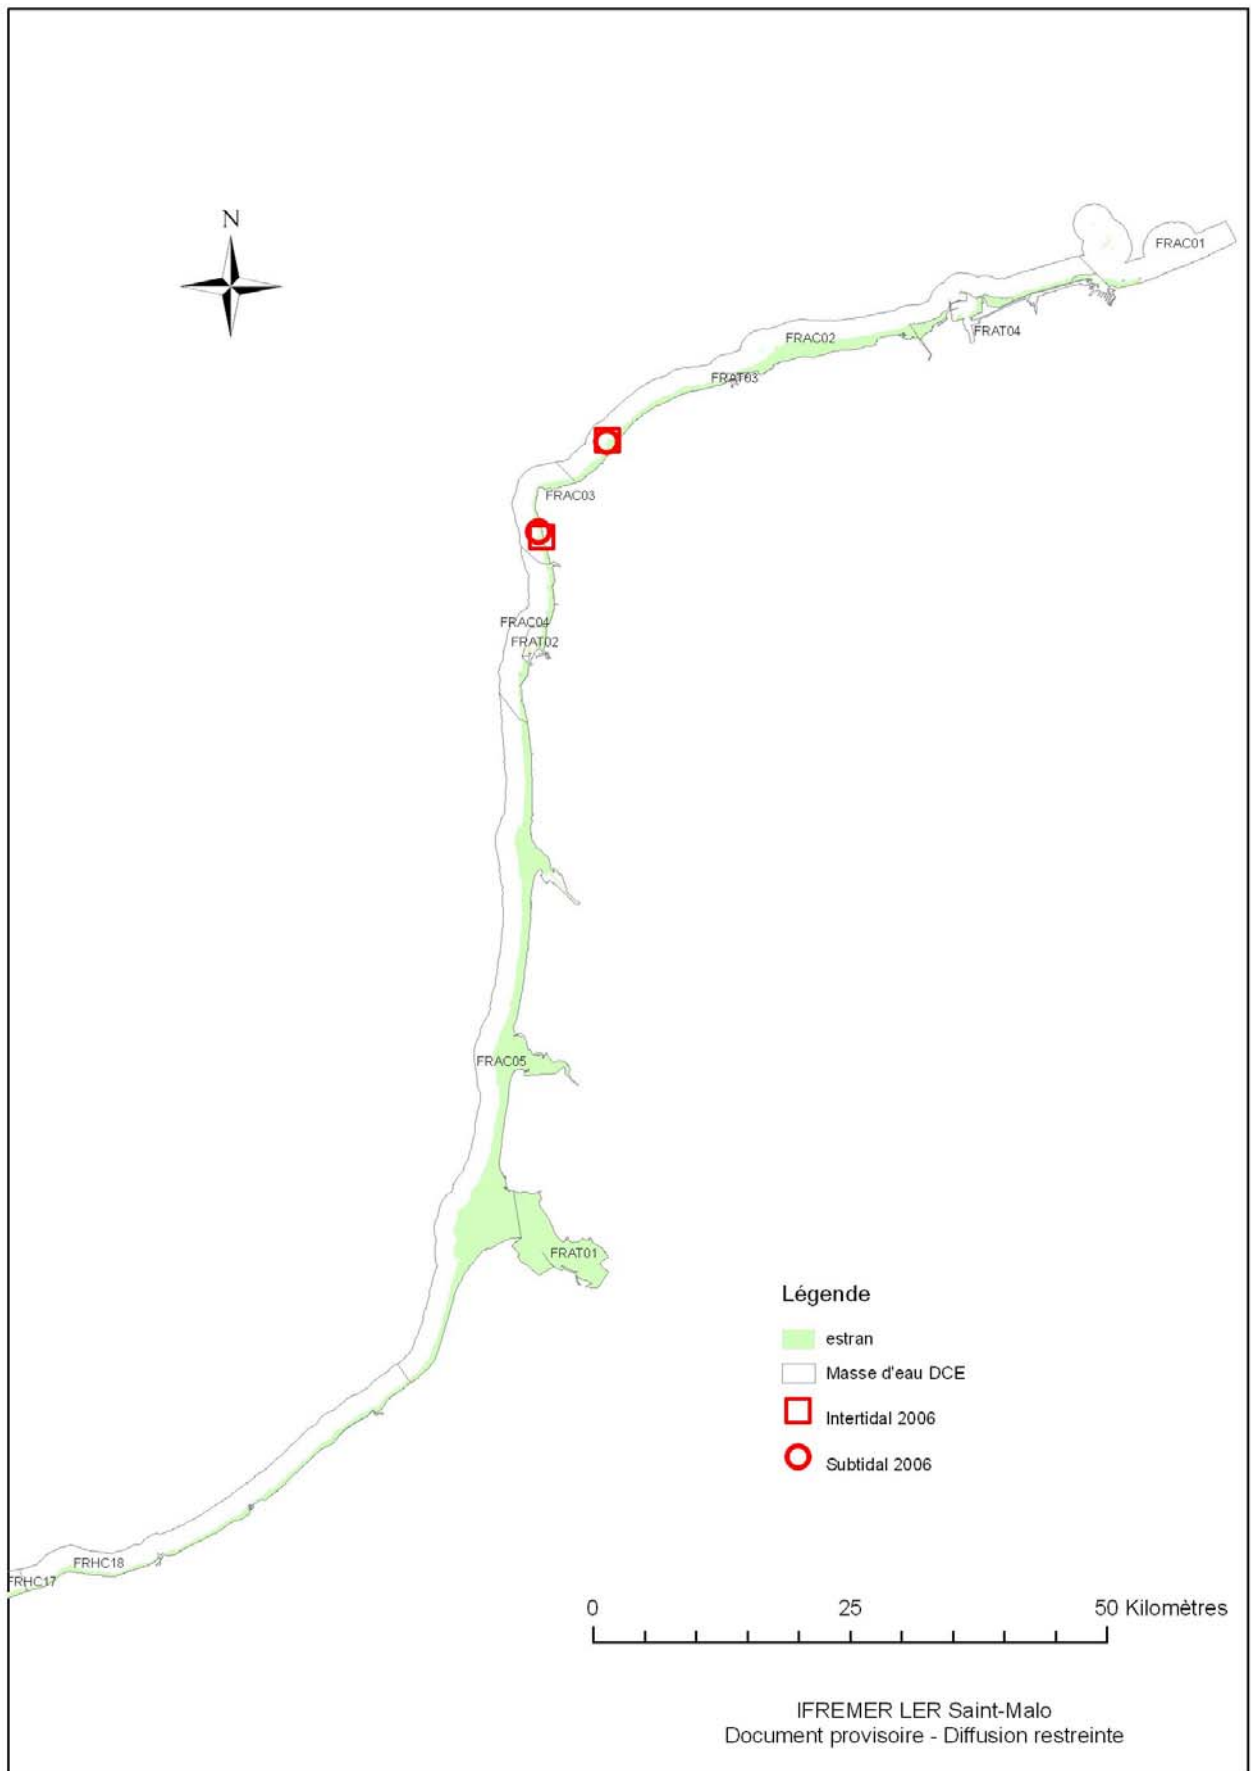 N
FRAC01
FRAT04
FRAC02
FRAT03
FRAC03
FRAC04
FRAT02
FRAC05
FRAT01
Légende
estran
Masse d'eau DCE
Intertidal 2006
Subtidal 2006
FRHC18
FRHC17
0 25 50 Kilomètres
IFREMER LER Saint-Malo
Document provisoire - Diffusion restreinte